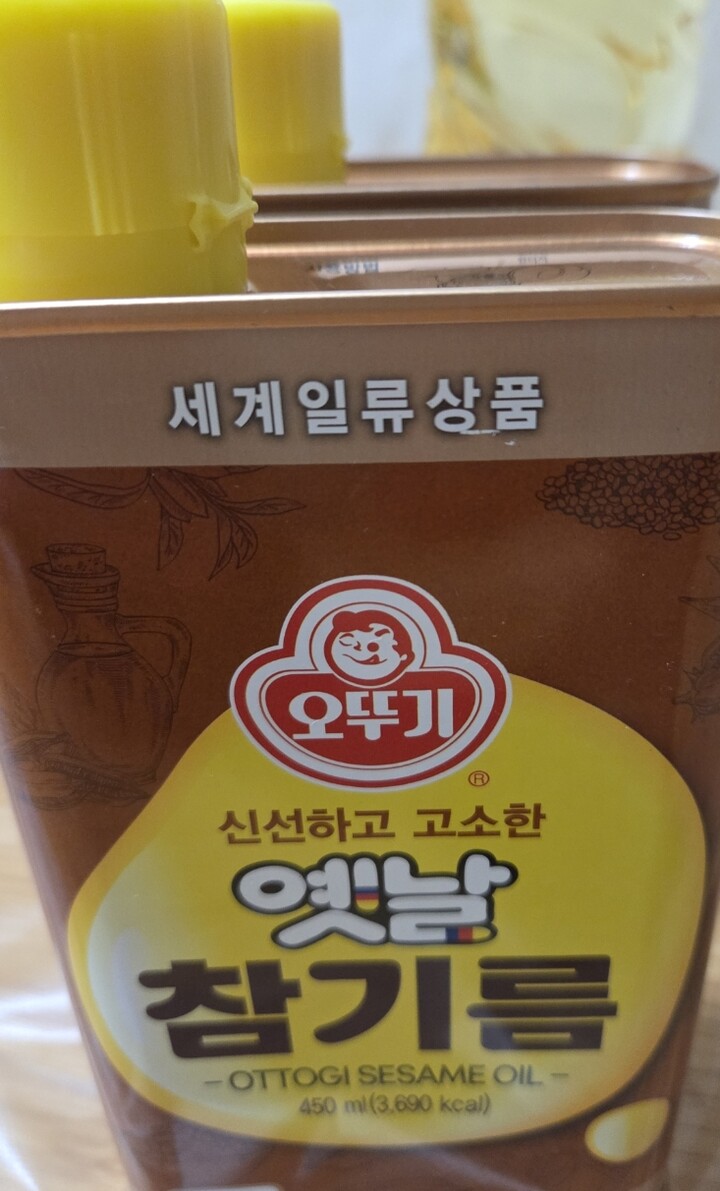 세계일류상품
오뚜기
®
신선하고 고소한
옛날
참기름
- OTTOGI SESAME OIL -
450 ml(3,690 kcal)